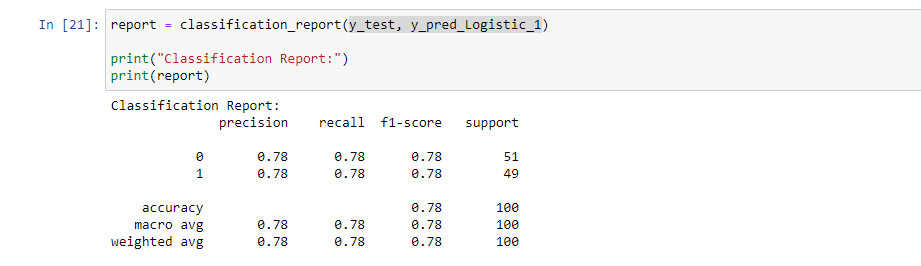 In [21]: report = classification_report(y_test, y_pred_Logistic_1)
print("Classification Report:")
print(report)
Classification Report:
precision recall f1-score support
0 0.78 0.78 0.78 51
1 0.78 0.78 0.78 49
accuracy 0.78 100
macro avg 0.78 0.78 0.78 100
weighted avg 0.78 0.78 0.78 100